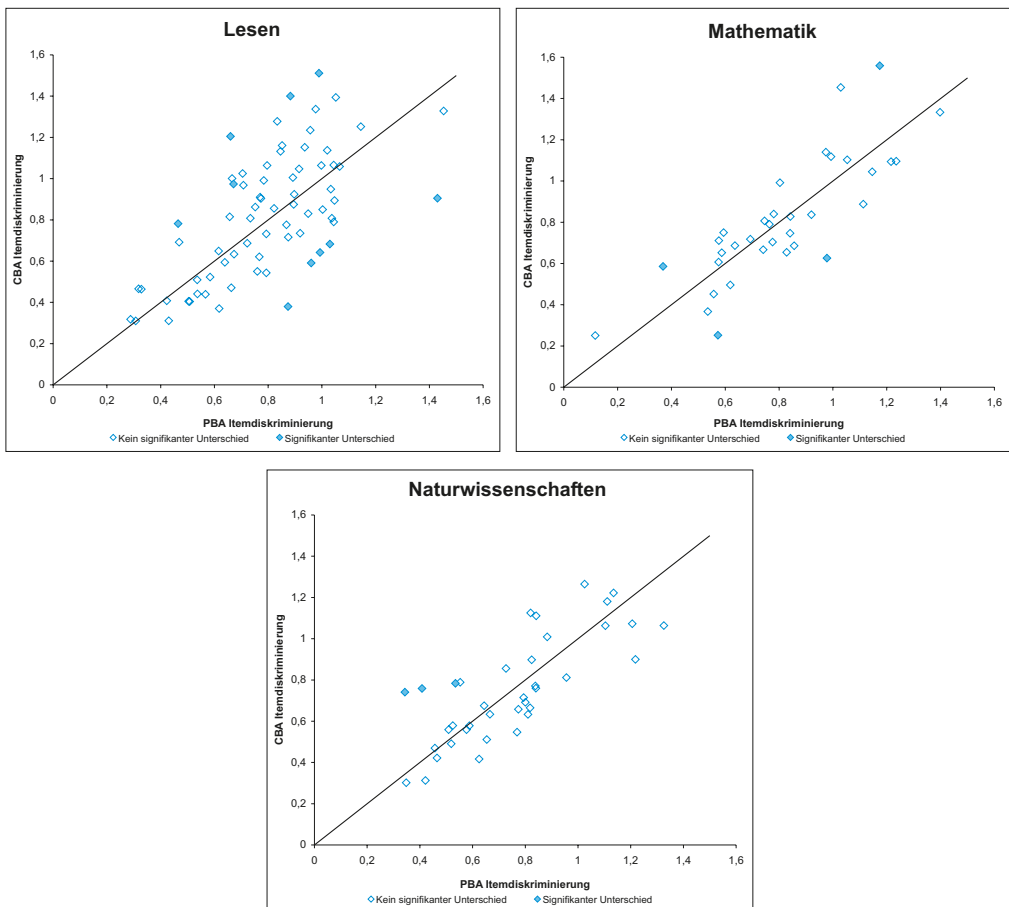 Lesen
1,6
1,4
1,2
1
0,8
0,6
0,4
0,2
0
CBA Itemdiskriminierung
0 0,2 0,4 0,6 0,8 1 1,2 1,4 1,6
PBA Itemdiskriminierung
Kein signifikanter Unterschied Signifikanter Unterschied
Mathematik
1,6
1,4
1,2
1
0,8
0,6
0,4
0,2
0
CBA Itemdiskriminierung
0 0,2 0,4 0,6 0,8 1 1,2 1,4 1,6
PBA Itemdiskriminierung
Kein signifikanter Unterschied Signifikanter Unterschied
Naturwissenschaften
1,6
1,4
1,2
1
0,8
0,6
0,4
0,2
0
CBA Itemdiskriminierung
0 0,2 0,4 0,6 0,8 1 1,2 1,4 1,6
PBA Itemdiskriminierung
Kein signifikanter Unterschied Signifikanter Unterschied